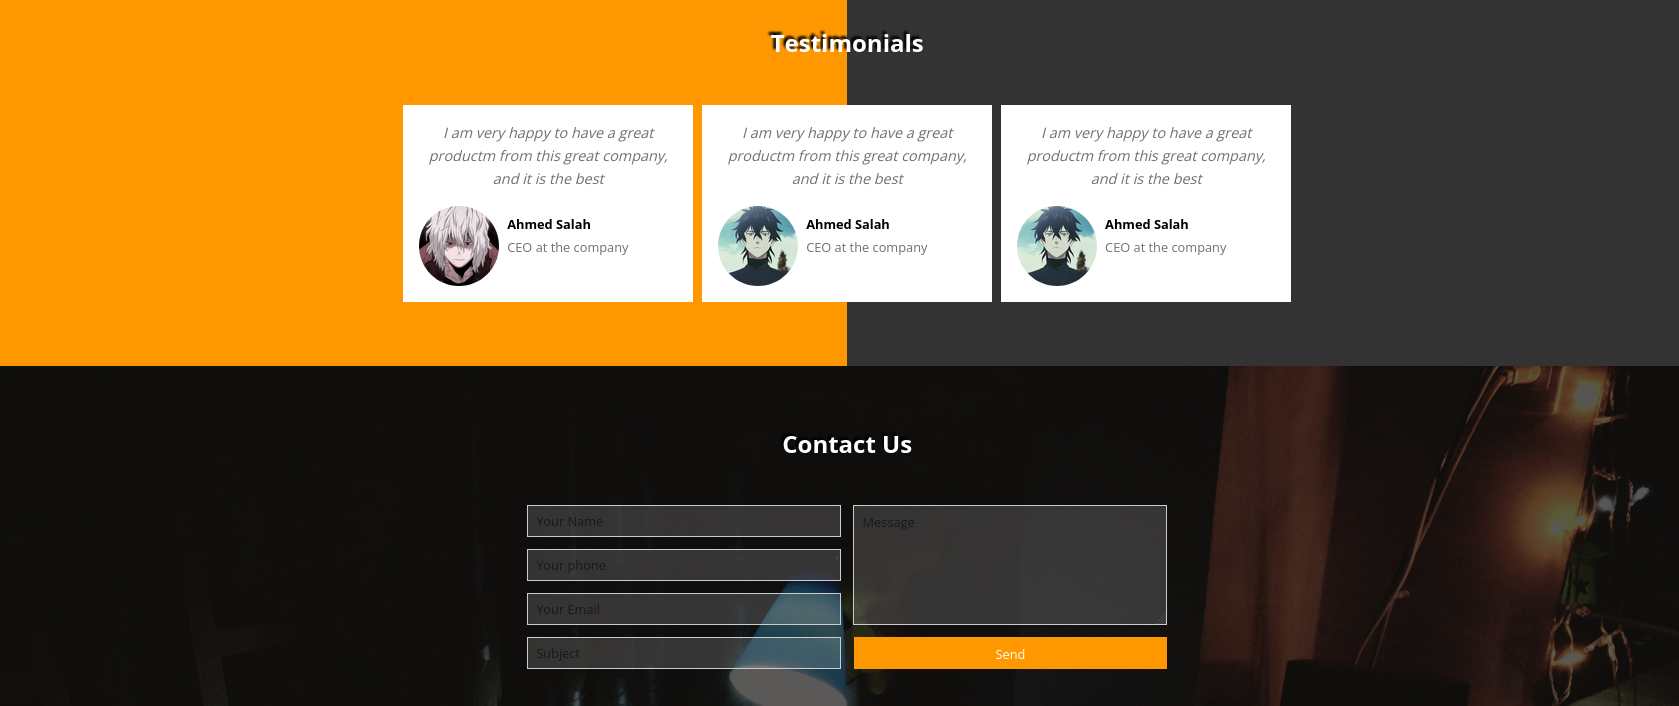 Testimonials
I am very happy to have a great
productm from this great company,
and it is the best
Ahmed Salah
CEO at the company
I am very happy to have a great
productm from this great company,
and it is the best
Ahmed Salah
CEO at the company
I am very happy to have a great
productm from this great company,
and it is the best
Ahmed Salah
CEO at the company
Contact Us
Your Name
Your phone
Your Email
Subject
Message
Send